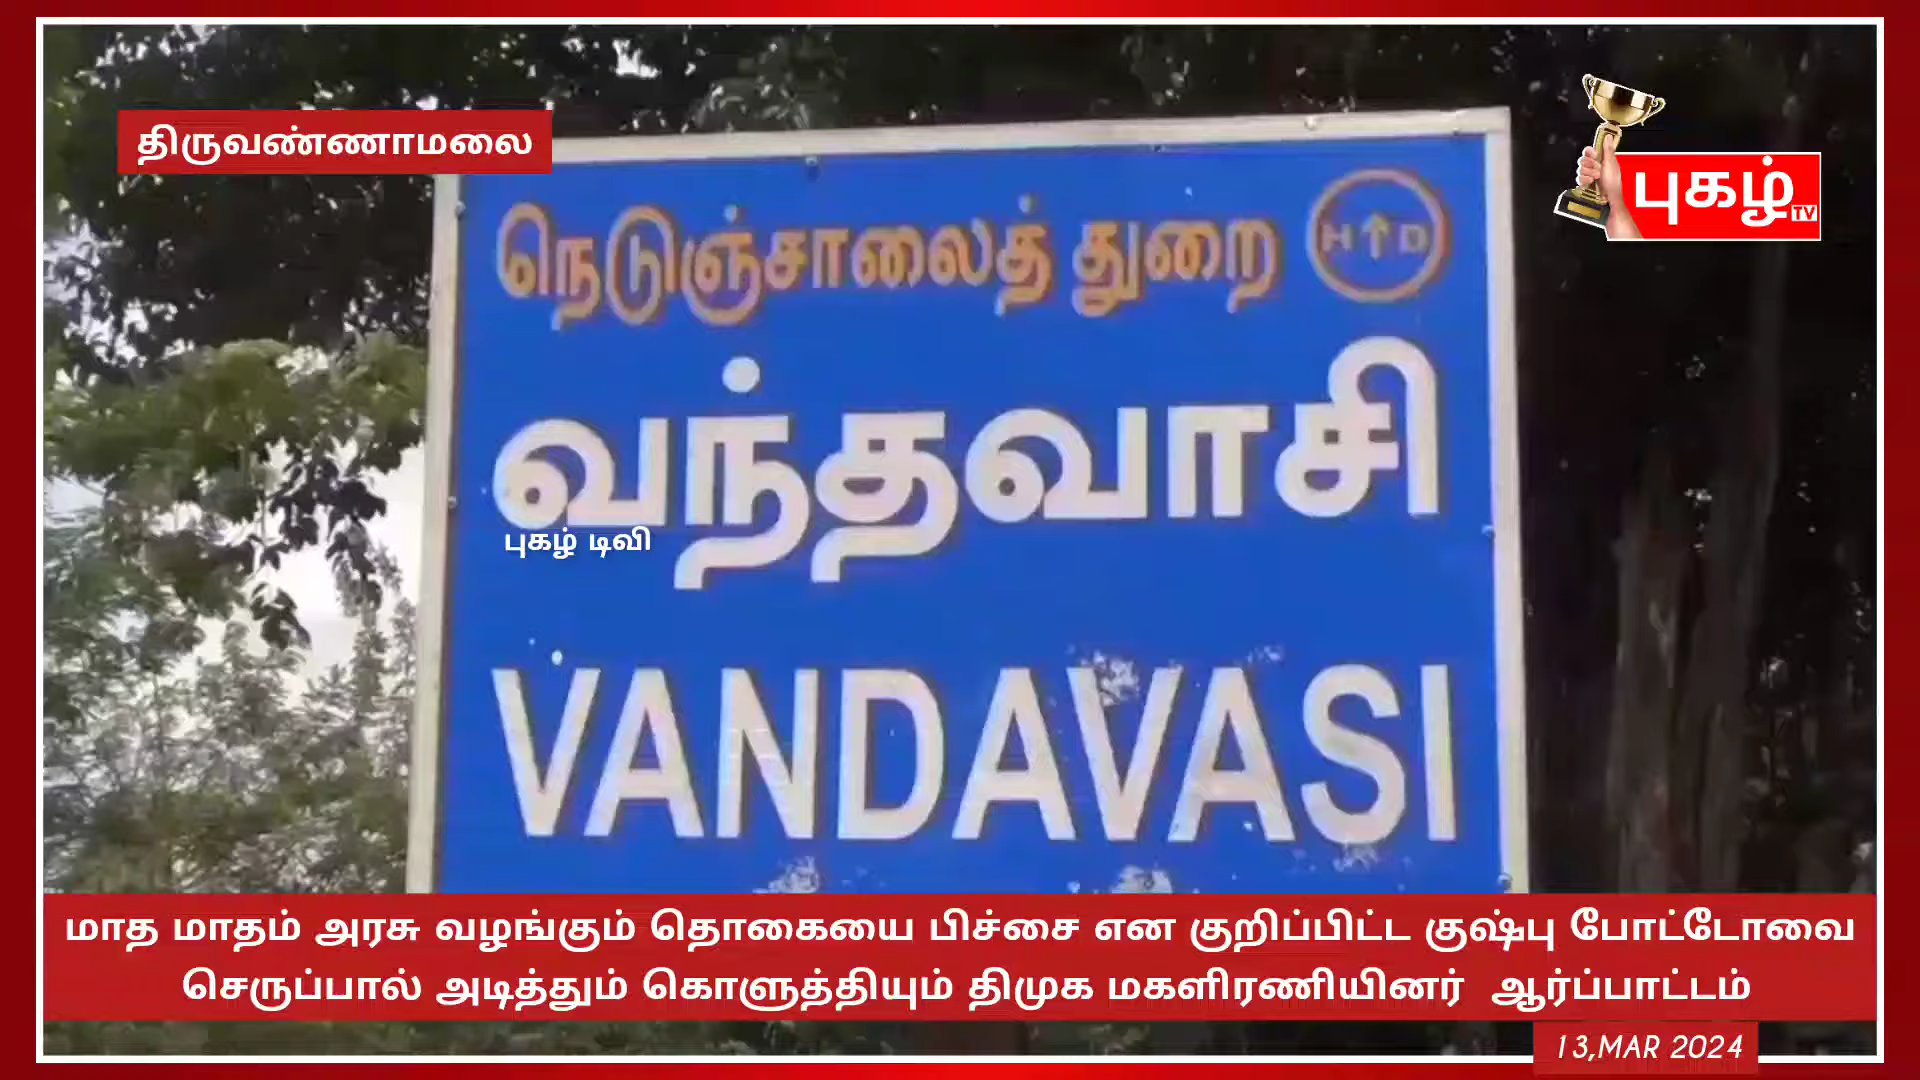 திருவண்ணாமலை
புகழ் TV
நெடுஞ்சாலைத் துறை H↑D
வந்தவாசி
புகழ் டிவி
VANDAVASI
மாத மாதம் அரசு வழங்கும் தொகையை பிச்சை என குறிப்பிட்ட குஷ்பு போட்டோவை
செருப்பால் அடித்தும் கொளுத்தியும் திமுக மகளிரணியினர் ஆர்ப்பாட்டம்
13,MAR 2024